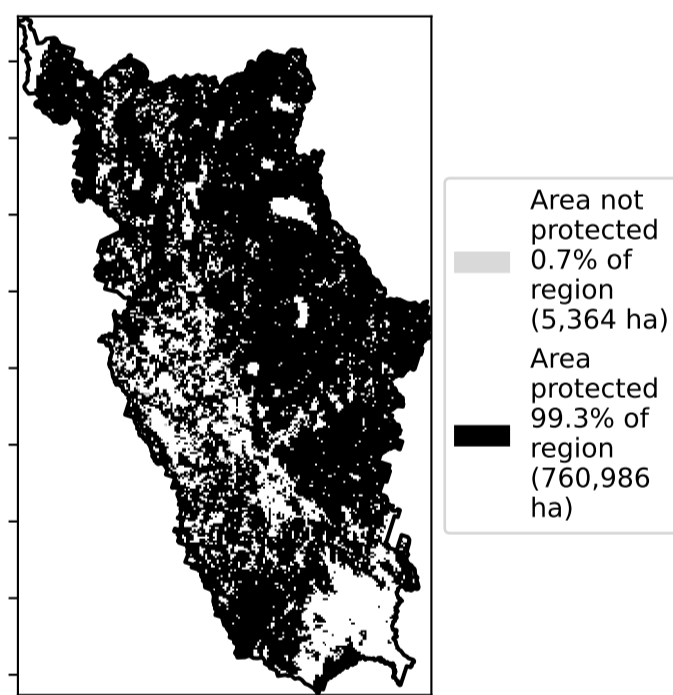 Area not
protected
0.7% of
region
(5,364 ha)
Area
protected
99.3% of
region
(760,986
ha)